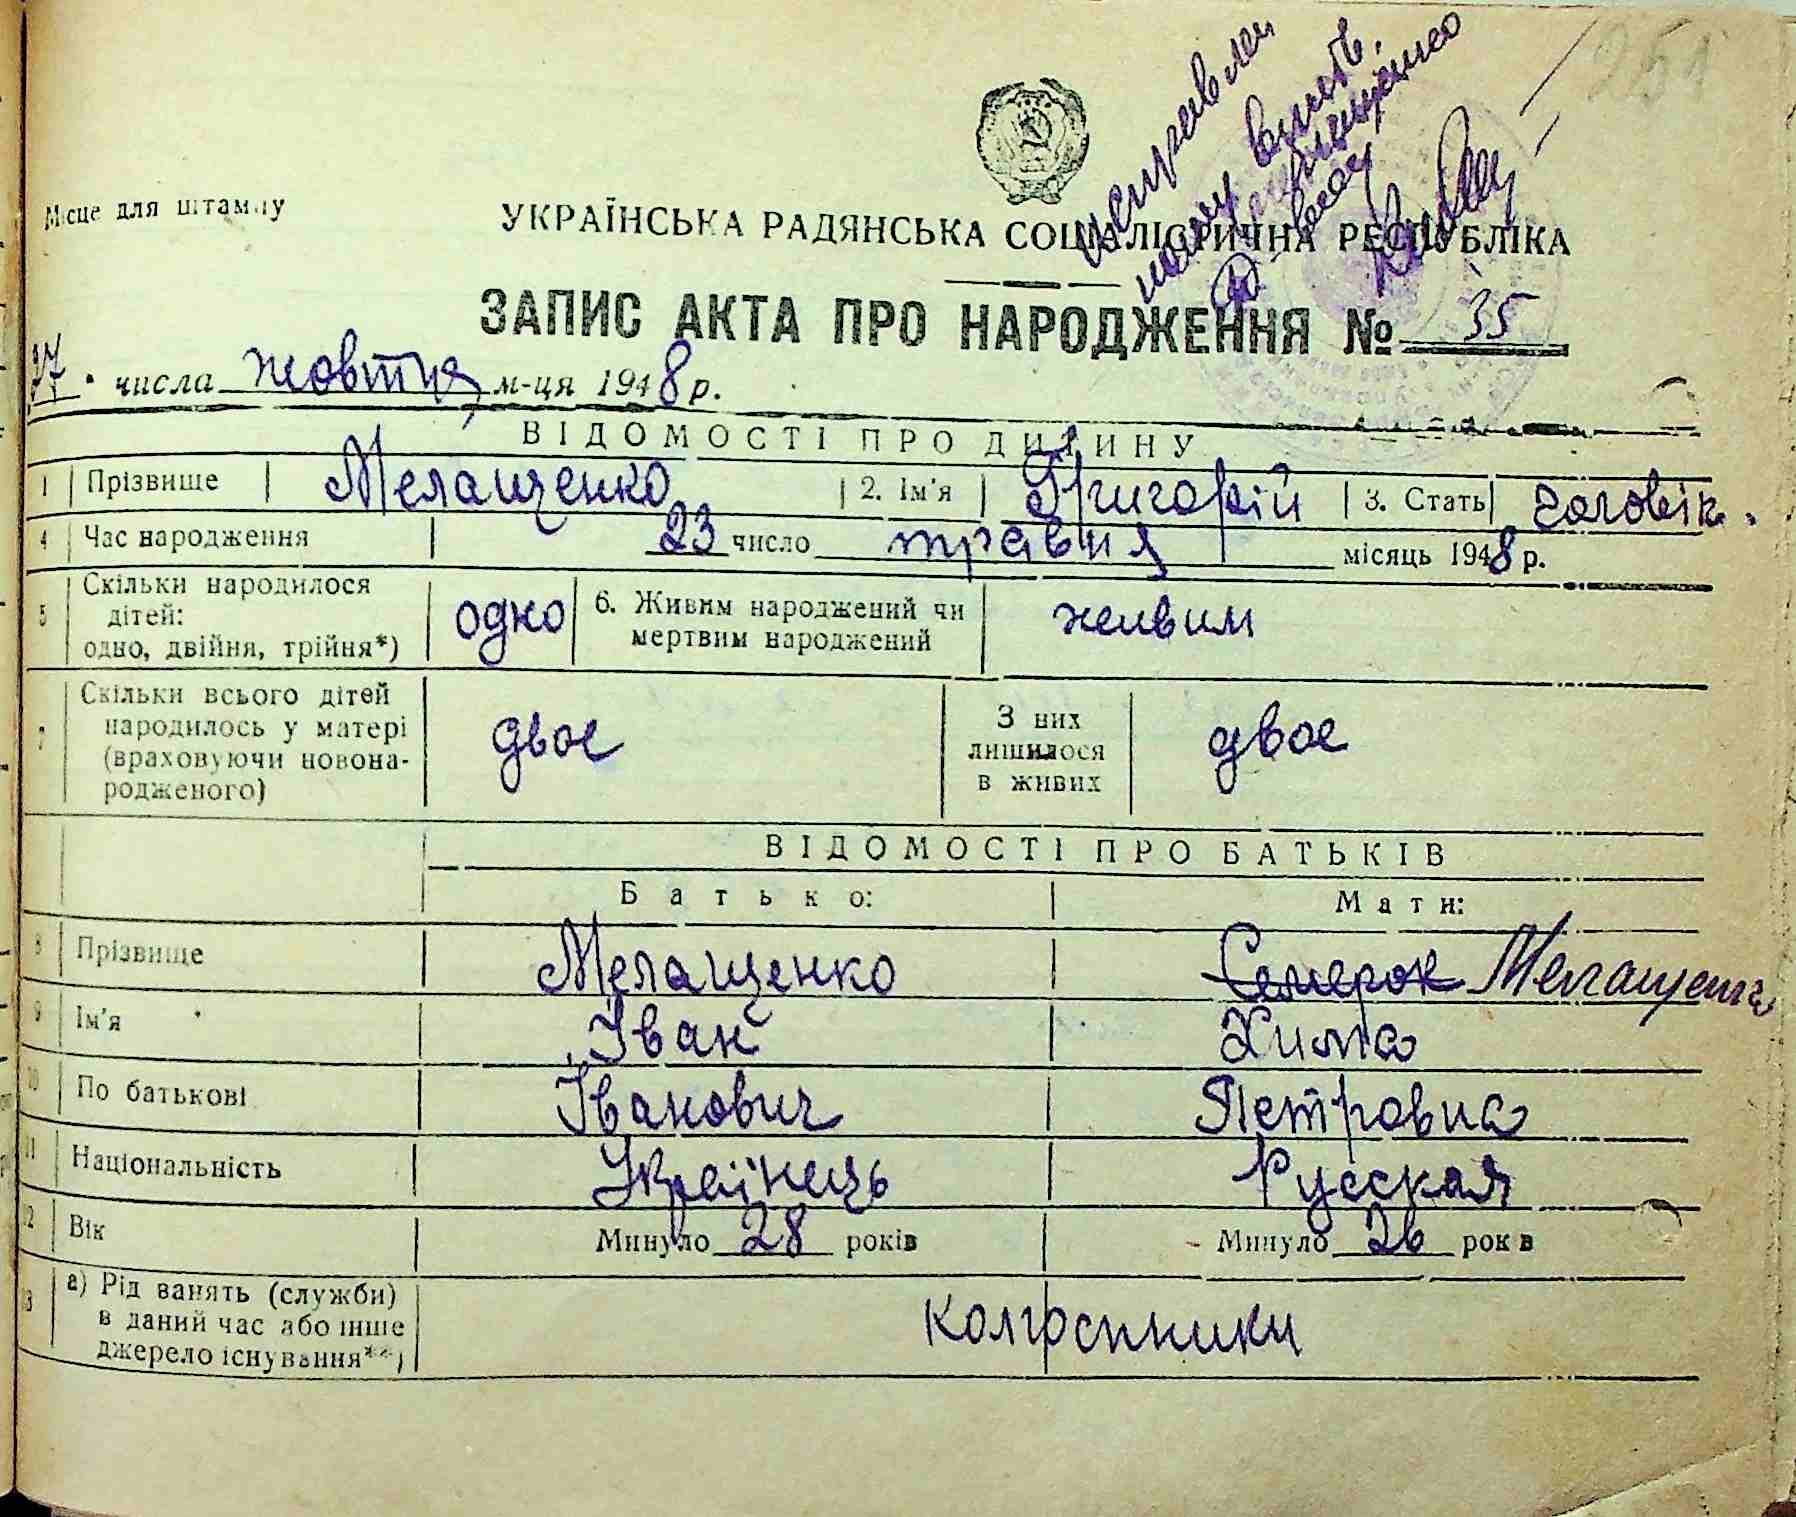 251
Місце для штампу
УКРАЇНСЬКА РАДЯНСЬКА СОЦІАЛІСТИЧНА РЕСПУБЛІКА
ЗАПИС АКТА ПРО НАРОДЖЕННЯ № 35
27 числа жовтня м-ця 1948 р.
ВІДОМОСТІ ПРО ДИТИНУ
1 Прізвище Мелащенко 2. Ім'я Григорій 3. Стать чоловік.
4 Час народження 23 число травня місяць 1948 р.
5 Скільки народилося дітей: одно, двійня, трійня*) одно 6. Живим народжений чи мертвим народжений живим
7 Скільки всього дітей народилось у матері (враховуючи новонародженого) двое З них лишилося в живих двое
ВІДОМОСТІ ПРО БАТЬКІВ
Батько: Мати:
8 Прізвище Мелащенко Семерок Мелащенко
9 Ім'я Іван Хима
10 По батькові Іванович Петровна
11 Національність Українець Русская
12 Вік Минуло 28 років Минуло 26 років
13 а) Рід занять (служби) в даний час або інше джерело існування**) колгоспники